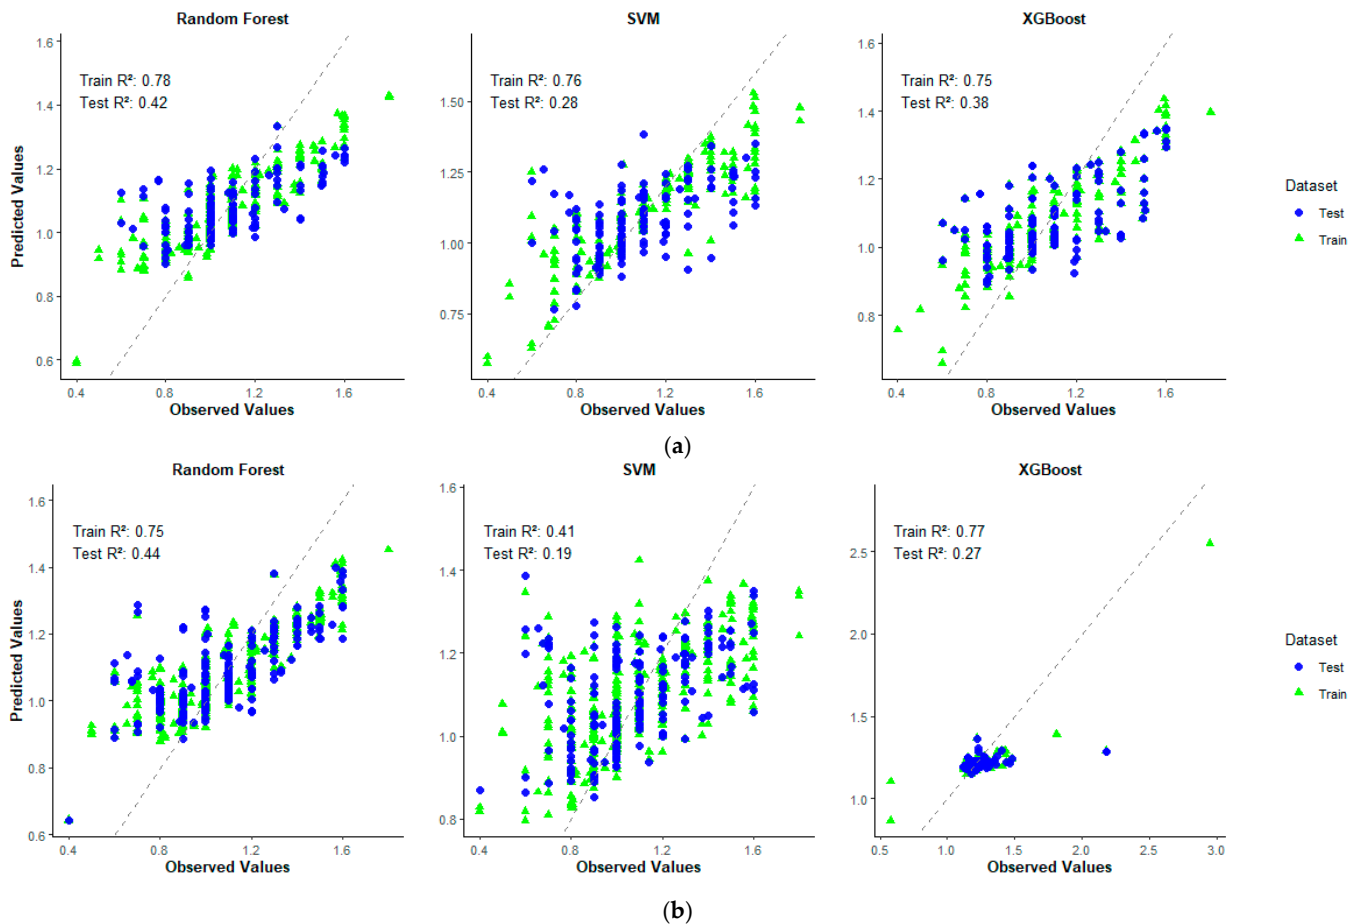 Random Forest
SVM
XGBoost
Train R²: 0.78
Test R²: 0.42
Train R²: 0.76
Test R²: 0.28
Train R²: 0.75
Test R²: 0.38
Predicted Values
1.6
1.4
1.2
1.0
0.8
0.6
1.50
1.25
1.00
0.75
1.6
1.4
1.2
1.0
0.8
Dataset
Test
Train
0.4
0.8
1.2
1.6
0.4
0.8
1.2
1.6
0.4
0.8
1.2
1.6
Observed Values
Observed Values
Observed Values
(a)
Random Forest
SVM
XGBoost
Train R²: 0.75
Test R²: 0.44
Train R²: 0.41
Test R²: 0.19
Train R²: 0.77
Test R²: 0.27
Predicted Values
1.6
1.4
1.2
1.0
0.8
0.6
1.6
1.4
1.2
1.0
0.8
2.5
2.0
1.5
1.0
Dataset
Test
Train
0.4
0.8
1.2
1.6
0.4
0.8
1.2
1.6
0.5
1.0
1.5
2.0
2.5
3.0
Observed Values
Observed Values
Observed Values
(b)